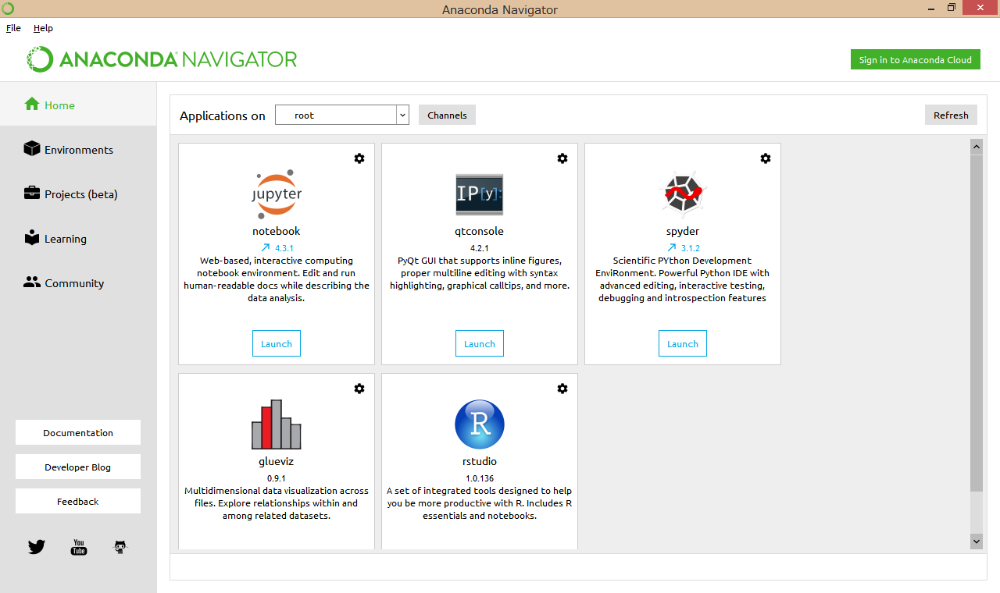 Anaconda Navigator
File Help
ANACONDA NAVIGATOR
Sign in to Anaconda Cloud
Home
Environments
Projects (beta)
Learning
Community
Documentation
Developer Blog
Feedback
You
Tube
Applications on root Channels Refresh
jupyter
notebook
4.3.1
Web-based, interactive computing
notebook environment. Edit and run
human-readable docs while describing the
data analysis.
Launch
IP[y]:
qtconsole
4.2.1
PyQt GUI that supports inline figures,
proper multiline editing with syntax
highlighting, graphical calltips, and more.
Launch
spyder
3.1.2
Scientific PYthon Development
EnviRonment. Powerful Python IDE with
advanced editing, interactive testing,
debugging and introspection features
Launch
glueviz
0.9.1
Multidimensional data visualization across
files. Explore relationships within and
among related datasets.
R
rstudio
1.0.136
A set of integrated tools designed to help
you be more productive with R. Includes R
essentials and notebooks.